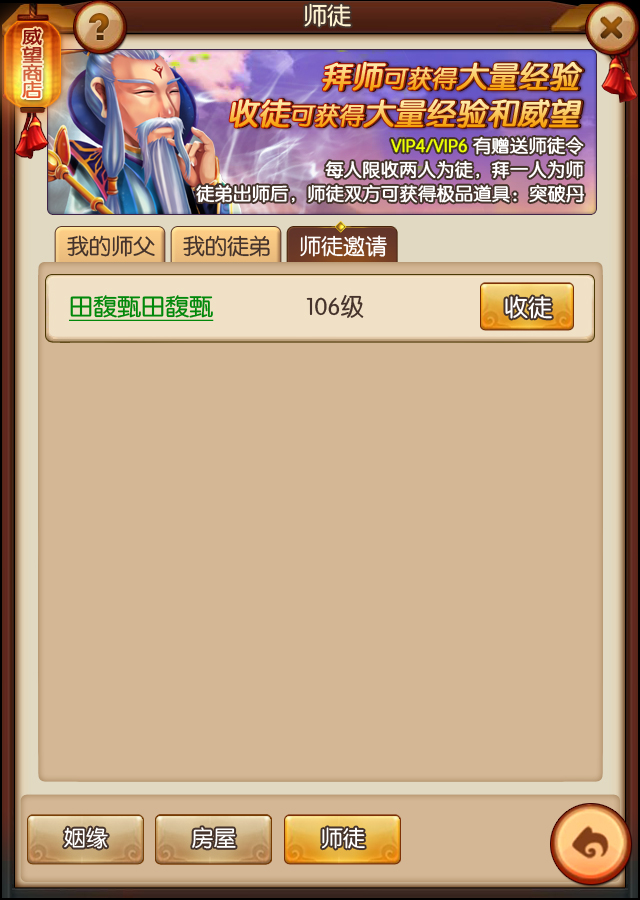 师徒
?
威望商店
拜师可获得大量经验
收徒可获得大量经验和威望
VIP4/VIP6 有赠送师徒令
每人限收两人为徒，拜一人为师
徒弟出师后，师徒双方可获得极品道具：突破丹
我的师父 我的徒弟 师徒邀请
田馥甄田馥甄 106级 收徒
姻缘 房屋 师徒